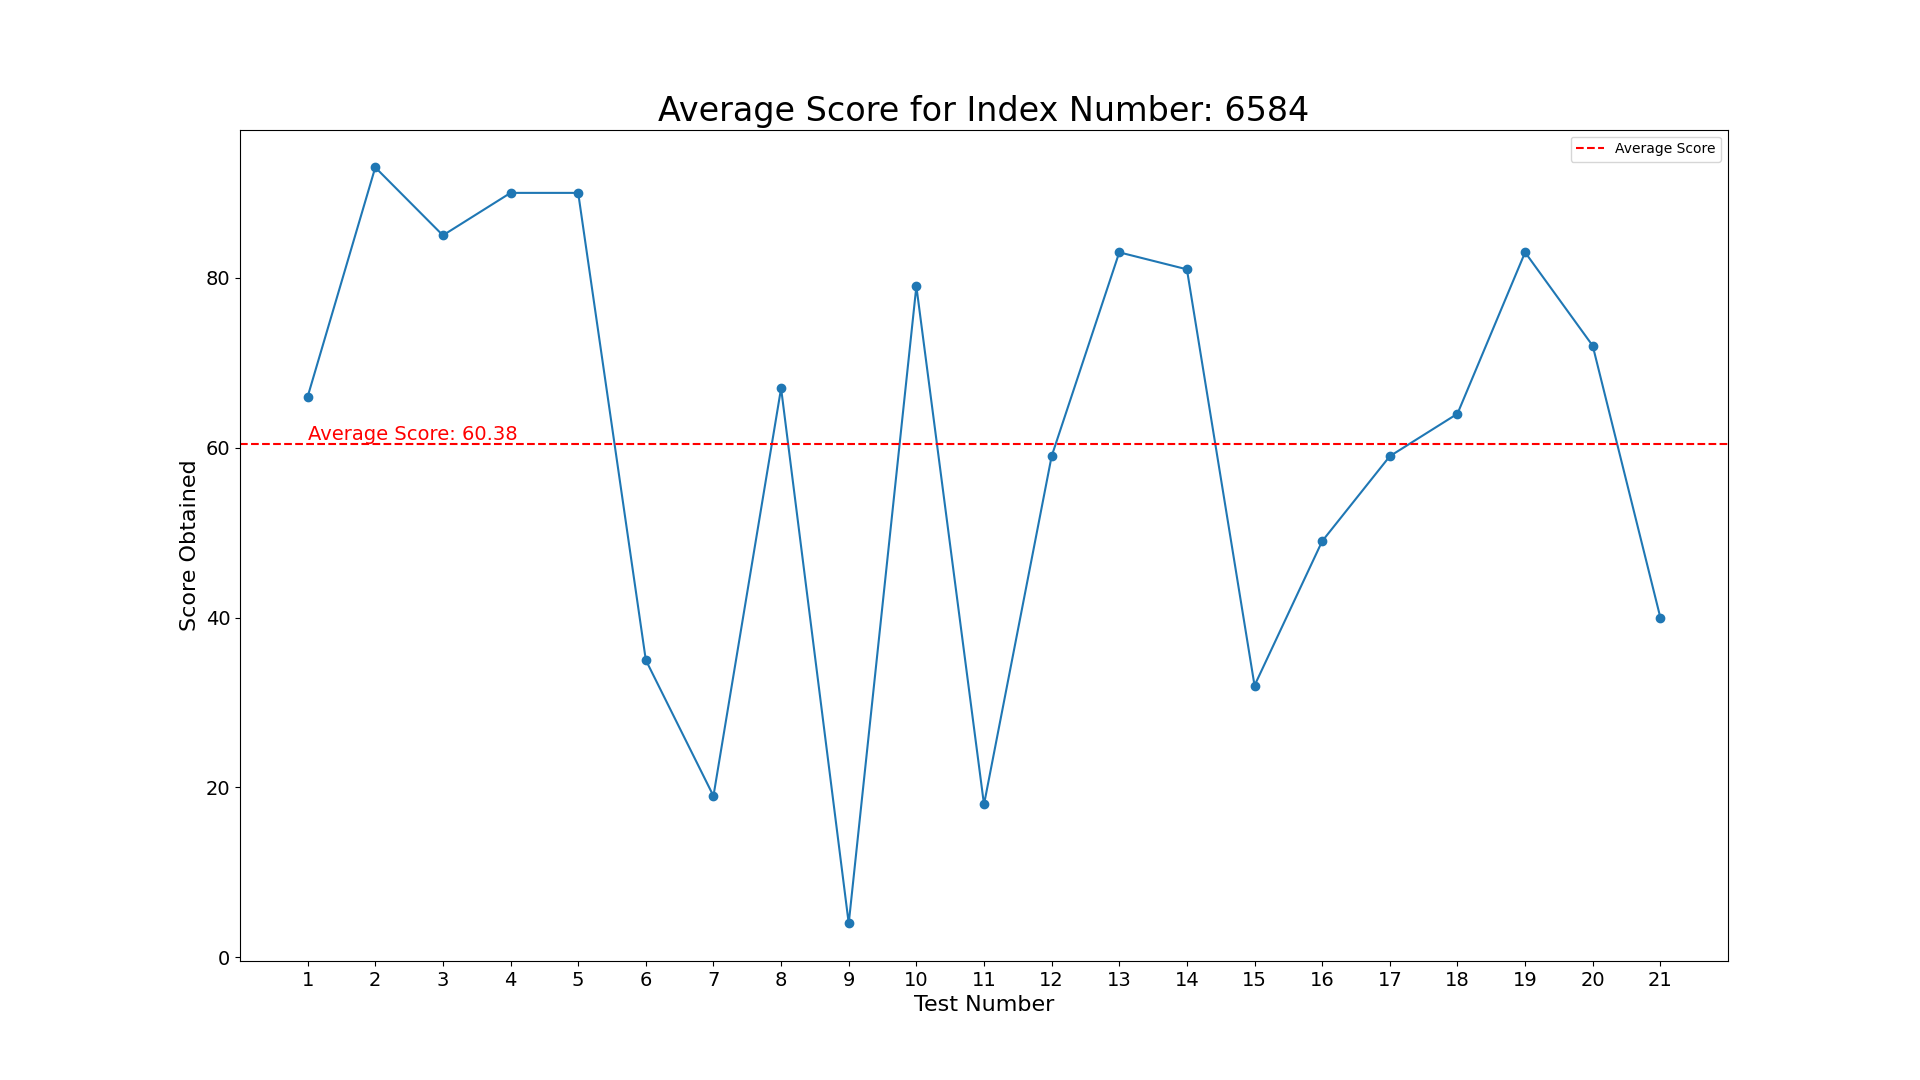 Average Score for Index Number: 6584
Average Score
Average Score: 60.38
Score Obtained
80
60
40
20
0
1 2 3 4 5 6 7 8 9 10 11 12 13 14 15 16 17 18 19 20 21
Test Number